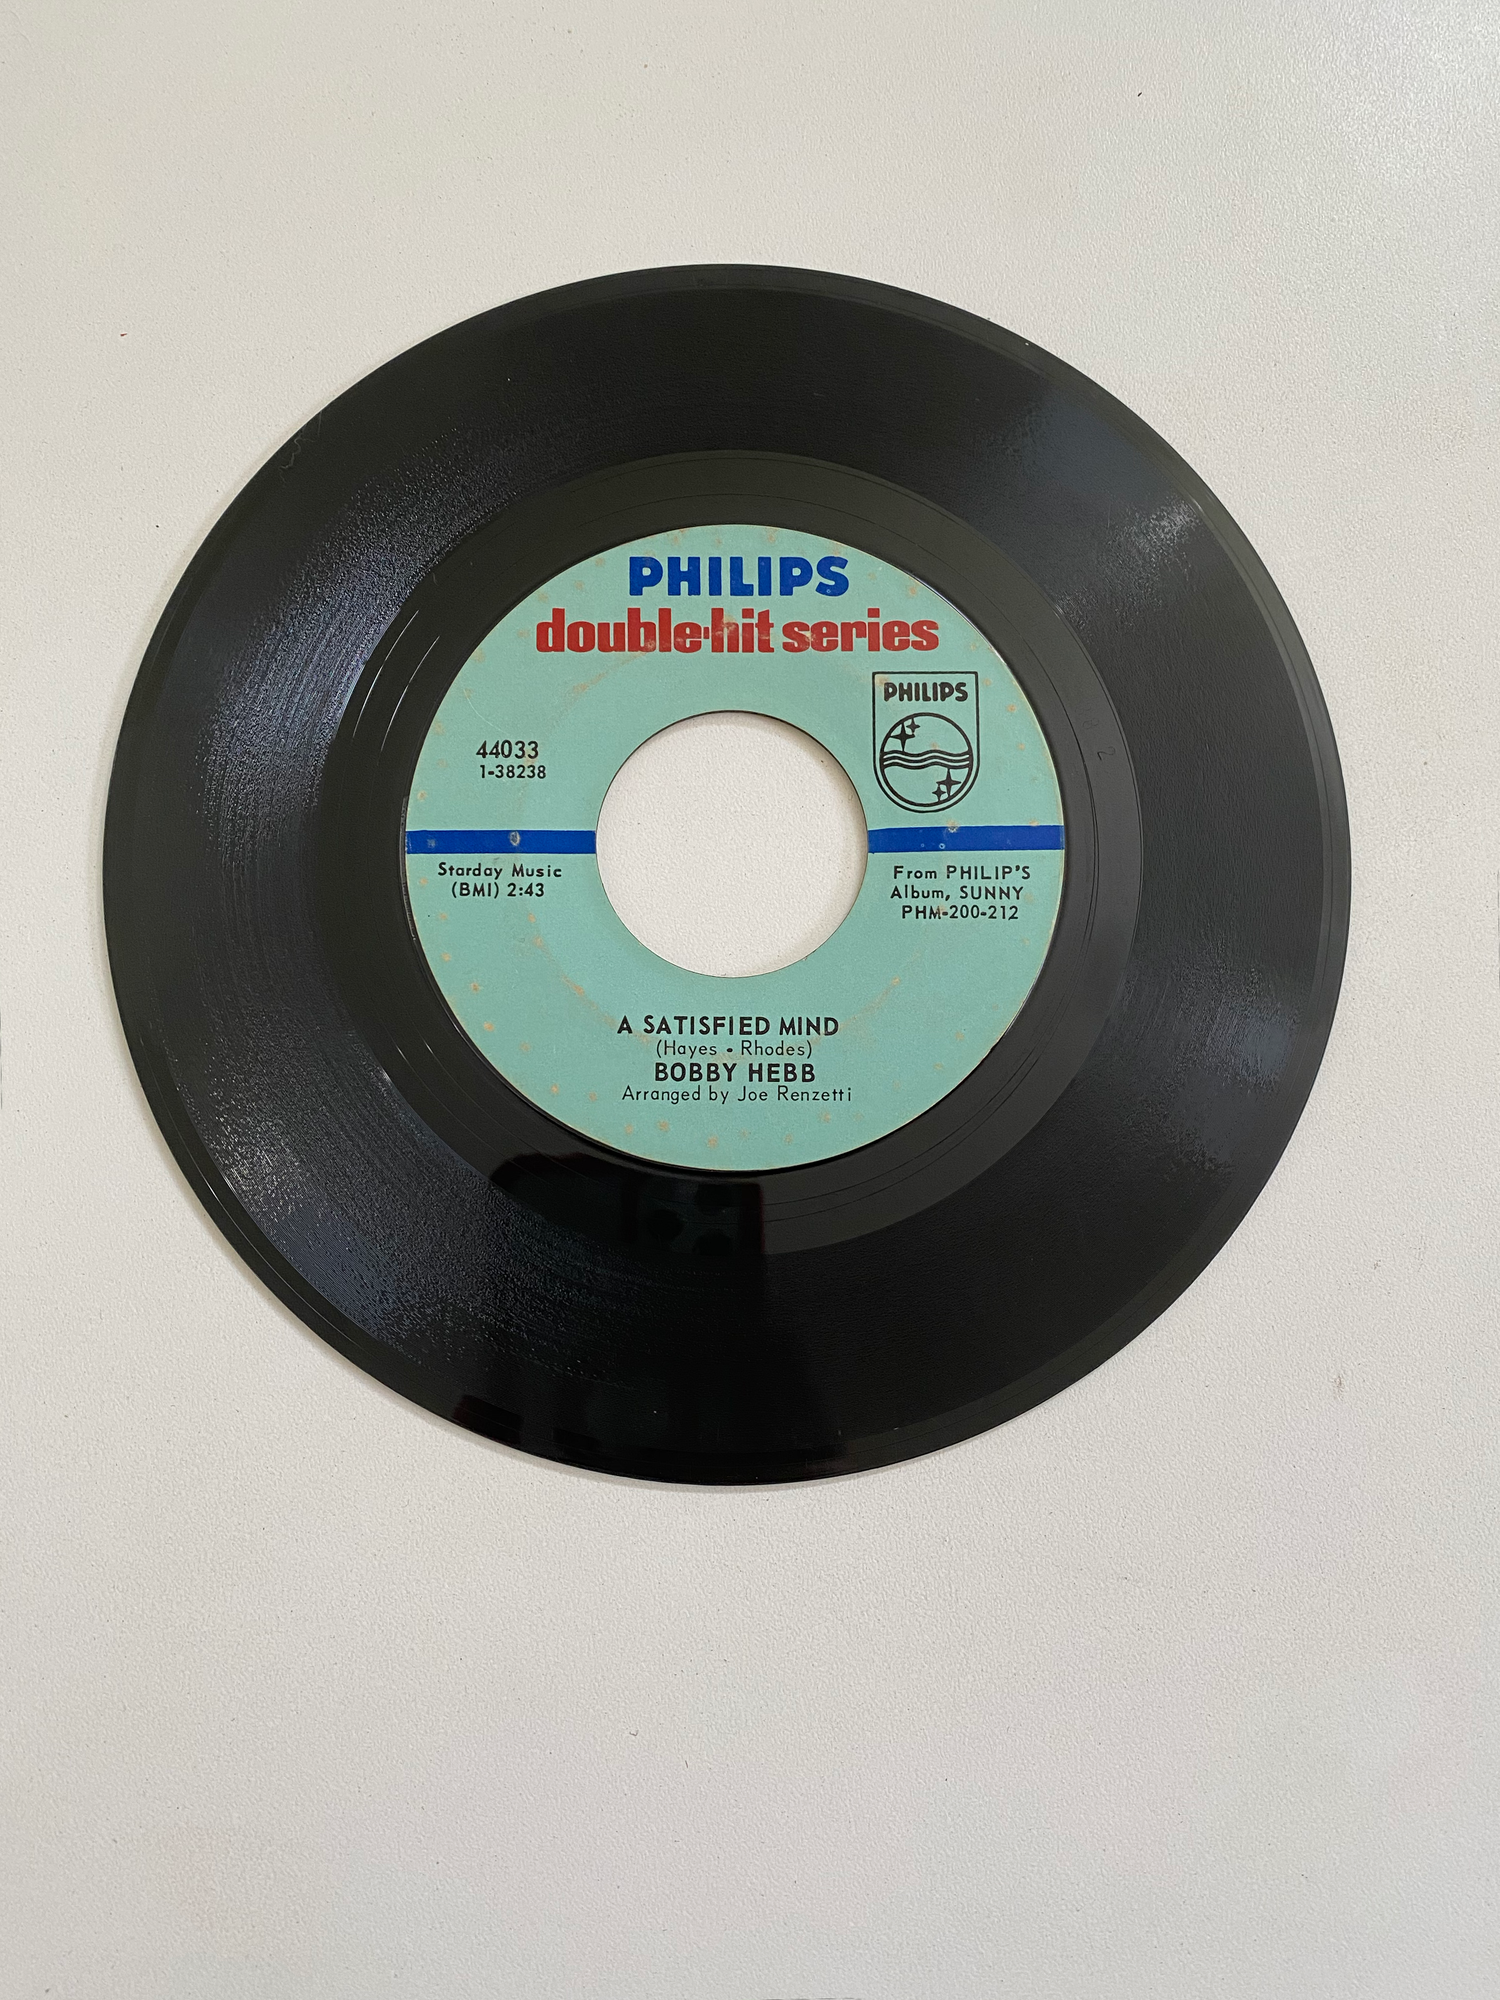 PHILIPS
double·hit series
PHILIPS
44033
1-38238
Starday Music
(BMI) 2:43
From PHILIP'S
Album, SUNNY
PHM-200-212
A SATISFIED MIND
(Hayes • Rhodes)
BOBBY HEBB
Arranged by Joe Renzetti